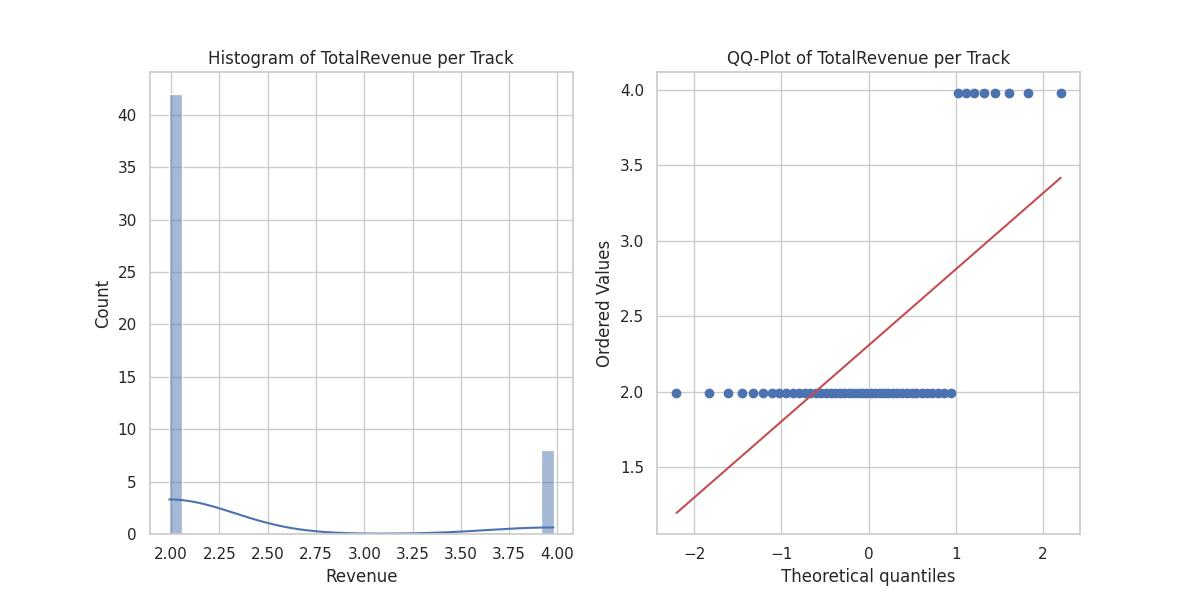 Histogram of TotalRevenue per Track
Count
40
35
30
25
20
15
10
5
0
2.00 2.25 2.50 2.75 3.00 3.25 3.50 3.75 4.00
Revenue
QQ-Plot of TotalRevenue per Track
Ordered Values
4.0
3.5
3.0
2.5
2.0
1.5
−2 −1 0 1 2
Theoretical quantiles